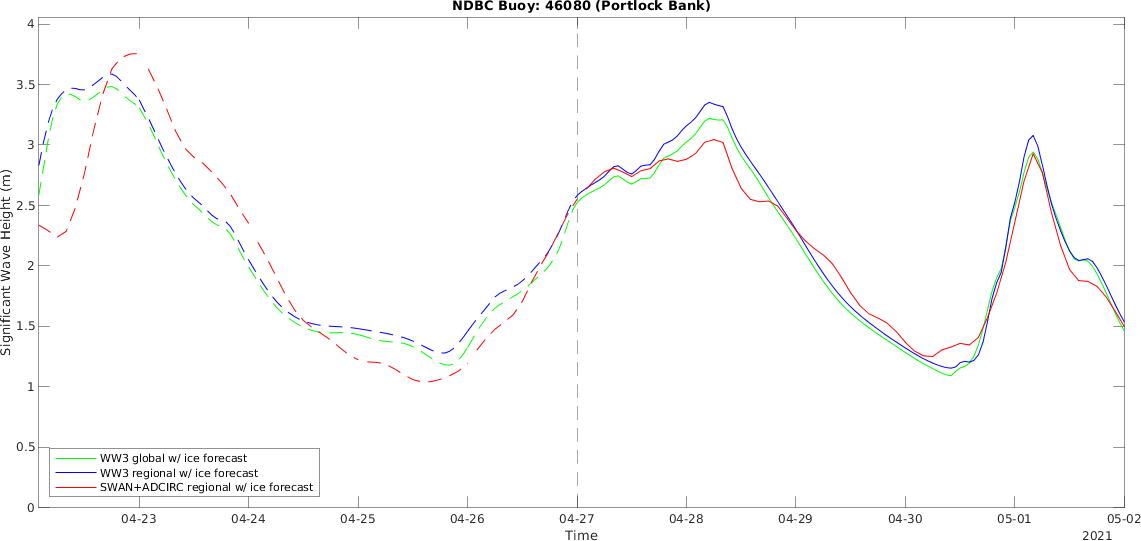 NDBC Buoy: 46080 (Portlock Bank)
4
3.5
3
2.5
2
1.5
1
0.5
0
Significant Wave Height (m)
WW3 global w/ ice forecast
WW3 regional w/ ice forecast
SWAN+ADCIRC regional w/ ice forecast
04-23 04-24 04-25 04-26 04-27 04-28 04-29 04-30 05-01 05-02
Time
2021